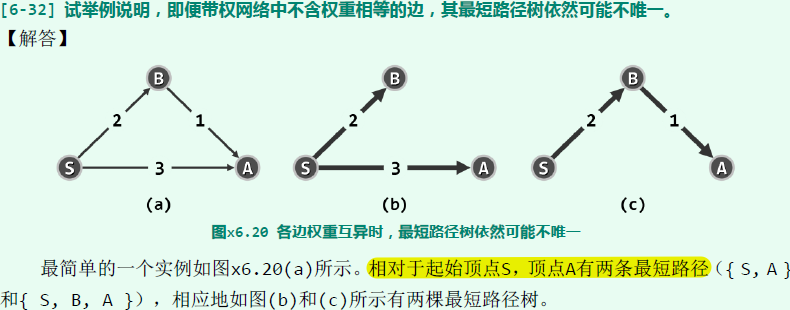 [6-32] 试举例说明，即便带权网络中不含权重相等的边，其最短路径树依然可能不唯一。
【解答】
B
2
1
S
3
A
(a)
B
2
S
3
A
(b)
B
2
1
S
A
(c)
图x6.20 各边权重互异时，最短路径树依然可能不唯一
最简单的一个实例如图x6.20(a)所示。相对于起始顶点S，顶点A有两条最短路径（{ S, A }
和{ S, B, A }），相应地如图(b)和(c)所示有两棵最短路径树。